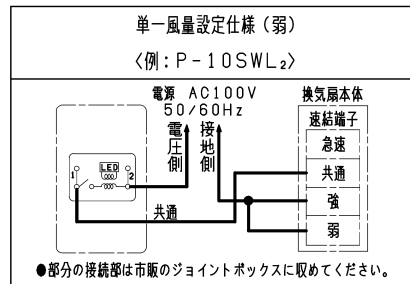 単一風量設定仕様（弱）
〈例：P-10SWL₂〉
電源 AC100V
50/60Hz
電圧側
接地側
換気扇本体
速結端子
急速
共通
強
弱
LED
1
2
共通
●部分の接続部は市販のジョイントボックスに収めてください。